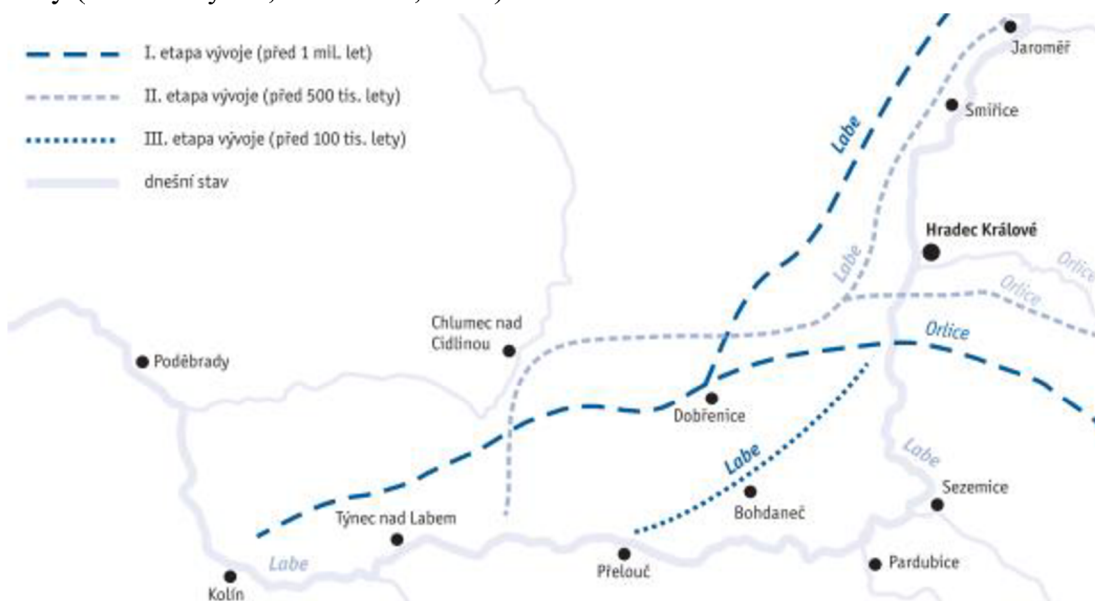 I. etapa vývoje (před 1 mil. let)
II. etapa vývoje (před 500 tis. lety)
III. etapa vývoje (před 100 tis. lety)
dnešní stav
Jaroměř
Smiřice
Labe
Hradec Králové
Labe
Orlice
Orlice
Orlice
Chlumec nad
Cidlinou
Poděbrady
Dobřenice
Labe
Labe
Sezemice
Bohdaneč
Týnec nad Labem
Labe
Přelouč
Pardubice
Kolín